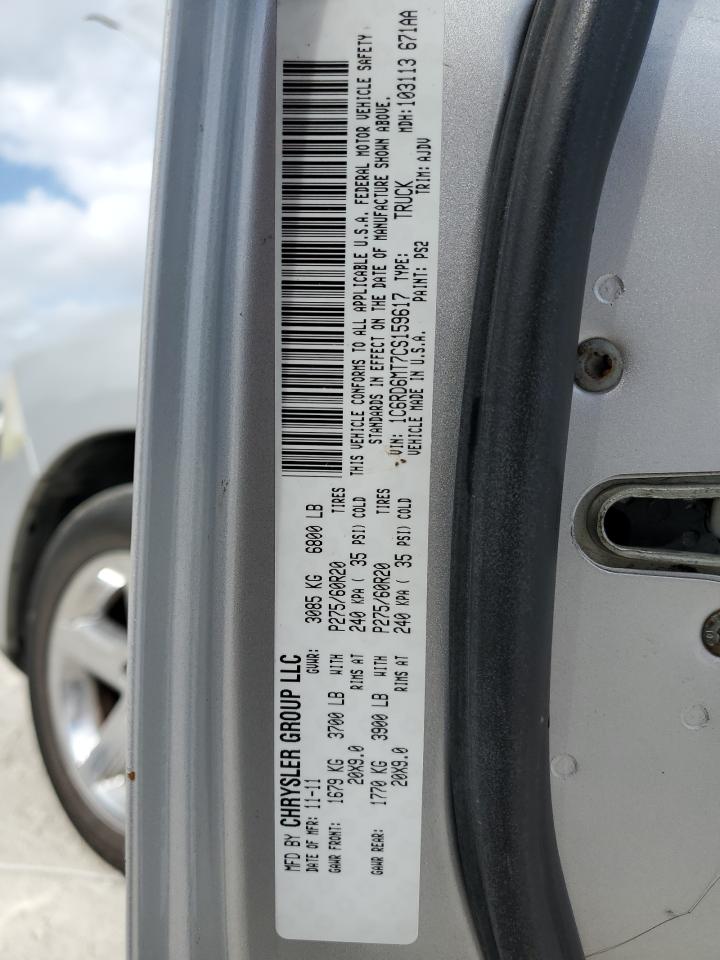 MFD BY CHRYSLER GROUP LLC
DATE OF MFR: 11-11 GVWR: 3085 KG 6800 LB
GAWR FRONT: 1679 KG 3700 LB WITH P275/60R20 TIRES
20X9.0 RIMS AT 240 KPA ( 35 PSI) COLD
GAWR REAR: 1770 KG 3900 LB WITH P275/60R20 TIRES
20X9.0 RIMS AT 240 KPA ( 35 PSI) COLD
THIS VEHICLE CONFORMS TO ALL APPLICABLE U.S.A. FEDERAL MOTOR VEHICLE SAFETY
STANDARDS IN EFFECT ON THE DATE OF MANUFACTURE SHOWN ABOVE.
VIN: 1C6RD6MT7CS159617 TYPE: TRUCK MDH:103113 671AA
VEHICLE MADE IN U.S.A. PAINT: PS2 TRIM: AJDV